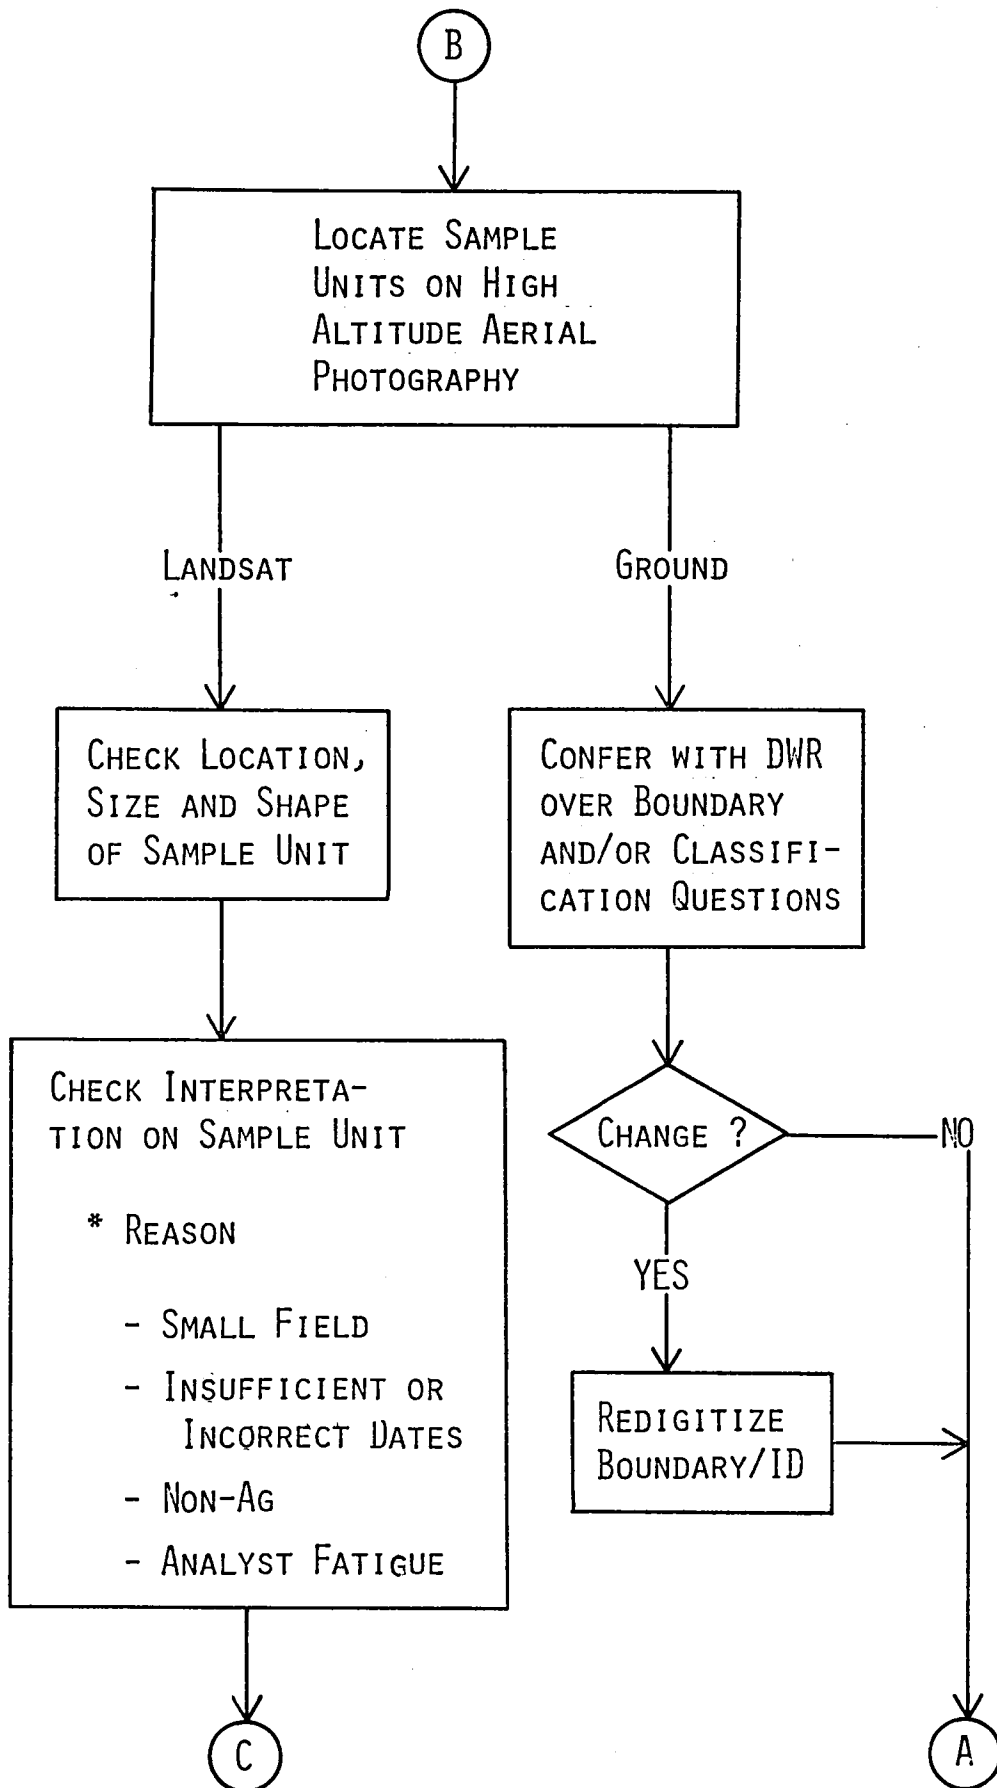 B
LOCATE SAMPLE
UNITS ON HIGH
ALTITUDE AERIAL
PHOTOGRAPHY
LANDSAT
GROUND
CHECK LOCATION,
SIZE AND SHAPE
OF SAMPLE UNIT
CONFER WITH DWR
OVER BOUNDARY
AND/OR CLASSIFI-
CATION QUESTIONS
CHECK INTERPRETA-
TION ON SAMPLE UNIT
* REASON
- SMALL FIELD
- INSUFFICIENT OR
INCORRECT DATES
- NON-AG
- ANALYST FATIGUE
CHANGE ?
NO
YES
REDIGITIZE
BOUNDARY/ID
C
A